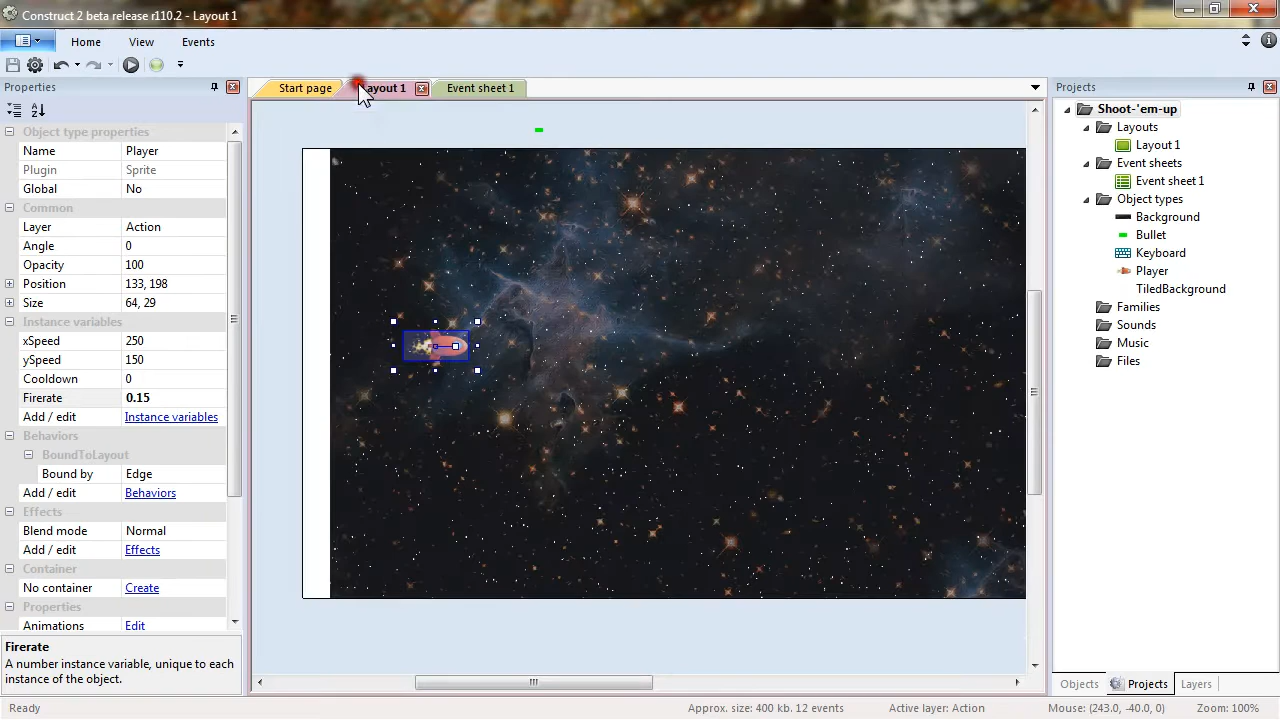 Construct 2 beta release r110.2 - Layout 1
Home View Events
Properties
Start page
ayout 1
Event sheet 1
Projects
Object type properties
Name Player
Plugin Sprite
Global No
Common
Layer Action
Angle 0
Opacity 100
Position 133, 198
Size 64, 29
Instance variables
xSpeed 250
ySpeed 150
Cooldown 0
Firerate 0.15
Add / edit Instance variables
Behaviors
BoundToLayout
Bound by Edge
Add / edit Behaviors
Effects
Blend mode Normal
Add / edit Effects
Container
No container Create
Properties
Animations Edit
Firerate
A number instance variable, unique to each
instance of the object.
Shoot-'em-up
Layouts
Layout 1
Event sheets
Event sheet 1
Object types
Background
Bullet
Keyboard
Player
TiledBackground
Families
Sounds
Music
Files
Objects Projects Layers
Ready
Approx. size: 400 kb. 12 events
Active layer: Action
Mouse: (243.0, -40.0, 0)
Zoom: 100%